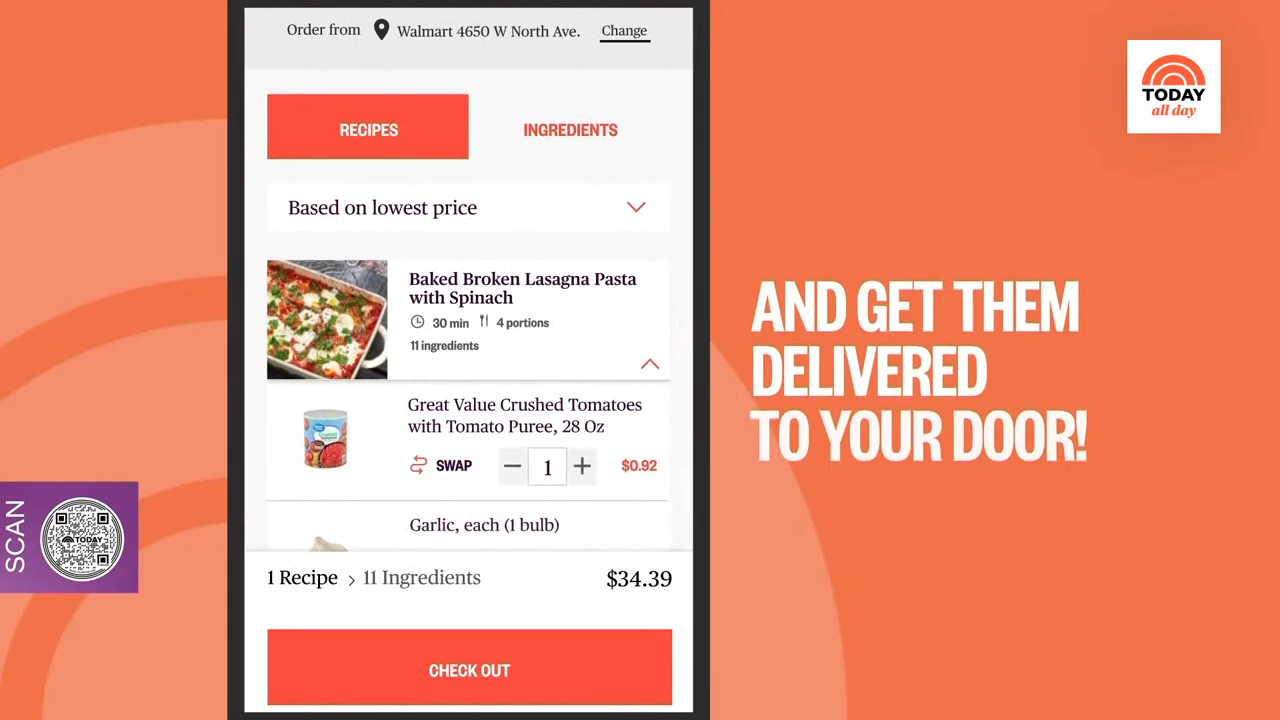 Order from Walmart 4650 W North Ave. Change
RECIPES INGREDIENTS
Based on lowest price
Baked Broken Lasagna Pasta
with Spinach
30 min 4 portions
11 ingredients
Great Value Crushed Tomatoes
with Tomato Puree, 28 Oz
SWAP 1 $0.92
Garlic, each (1 bulb)
1 Recipe > 11 Ingredients $34.39
CHECK OUT
AND GET THEM
DELIVERED
TO YOUR DOOR!
TODAY
all day
SCAN
TODAY